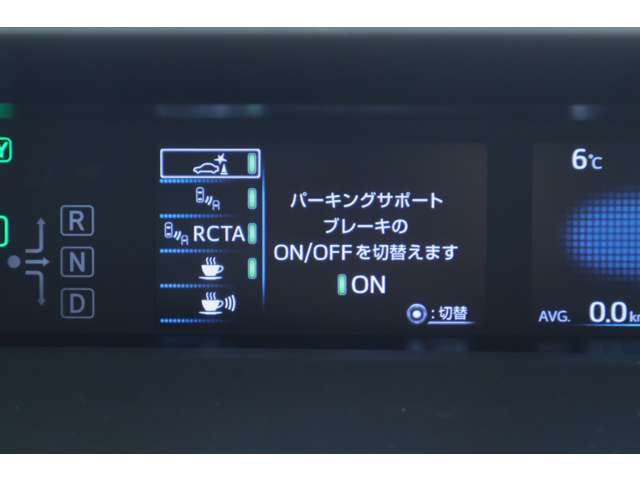 Y
R
N
D
RCTA
パーキングサポート
ブレーキの
ON/OFFを切替えます
ON
:切替
6℃
AVG. 0.0km